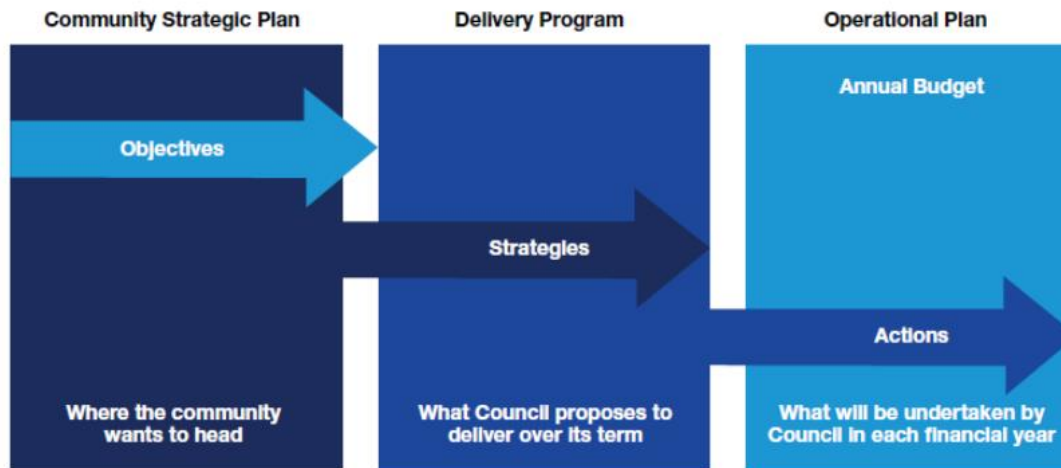 Community Strategic Plan
Delivery Program
Operational Plan
Annual Budget
Objectives
Strategies
Actions
Where the community
wants to head
What Council proposes to
deliver over its term
What will be undertaken by
Council in each financial year